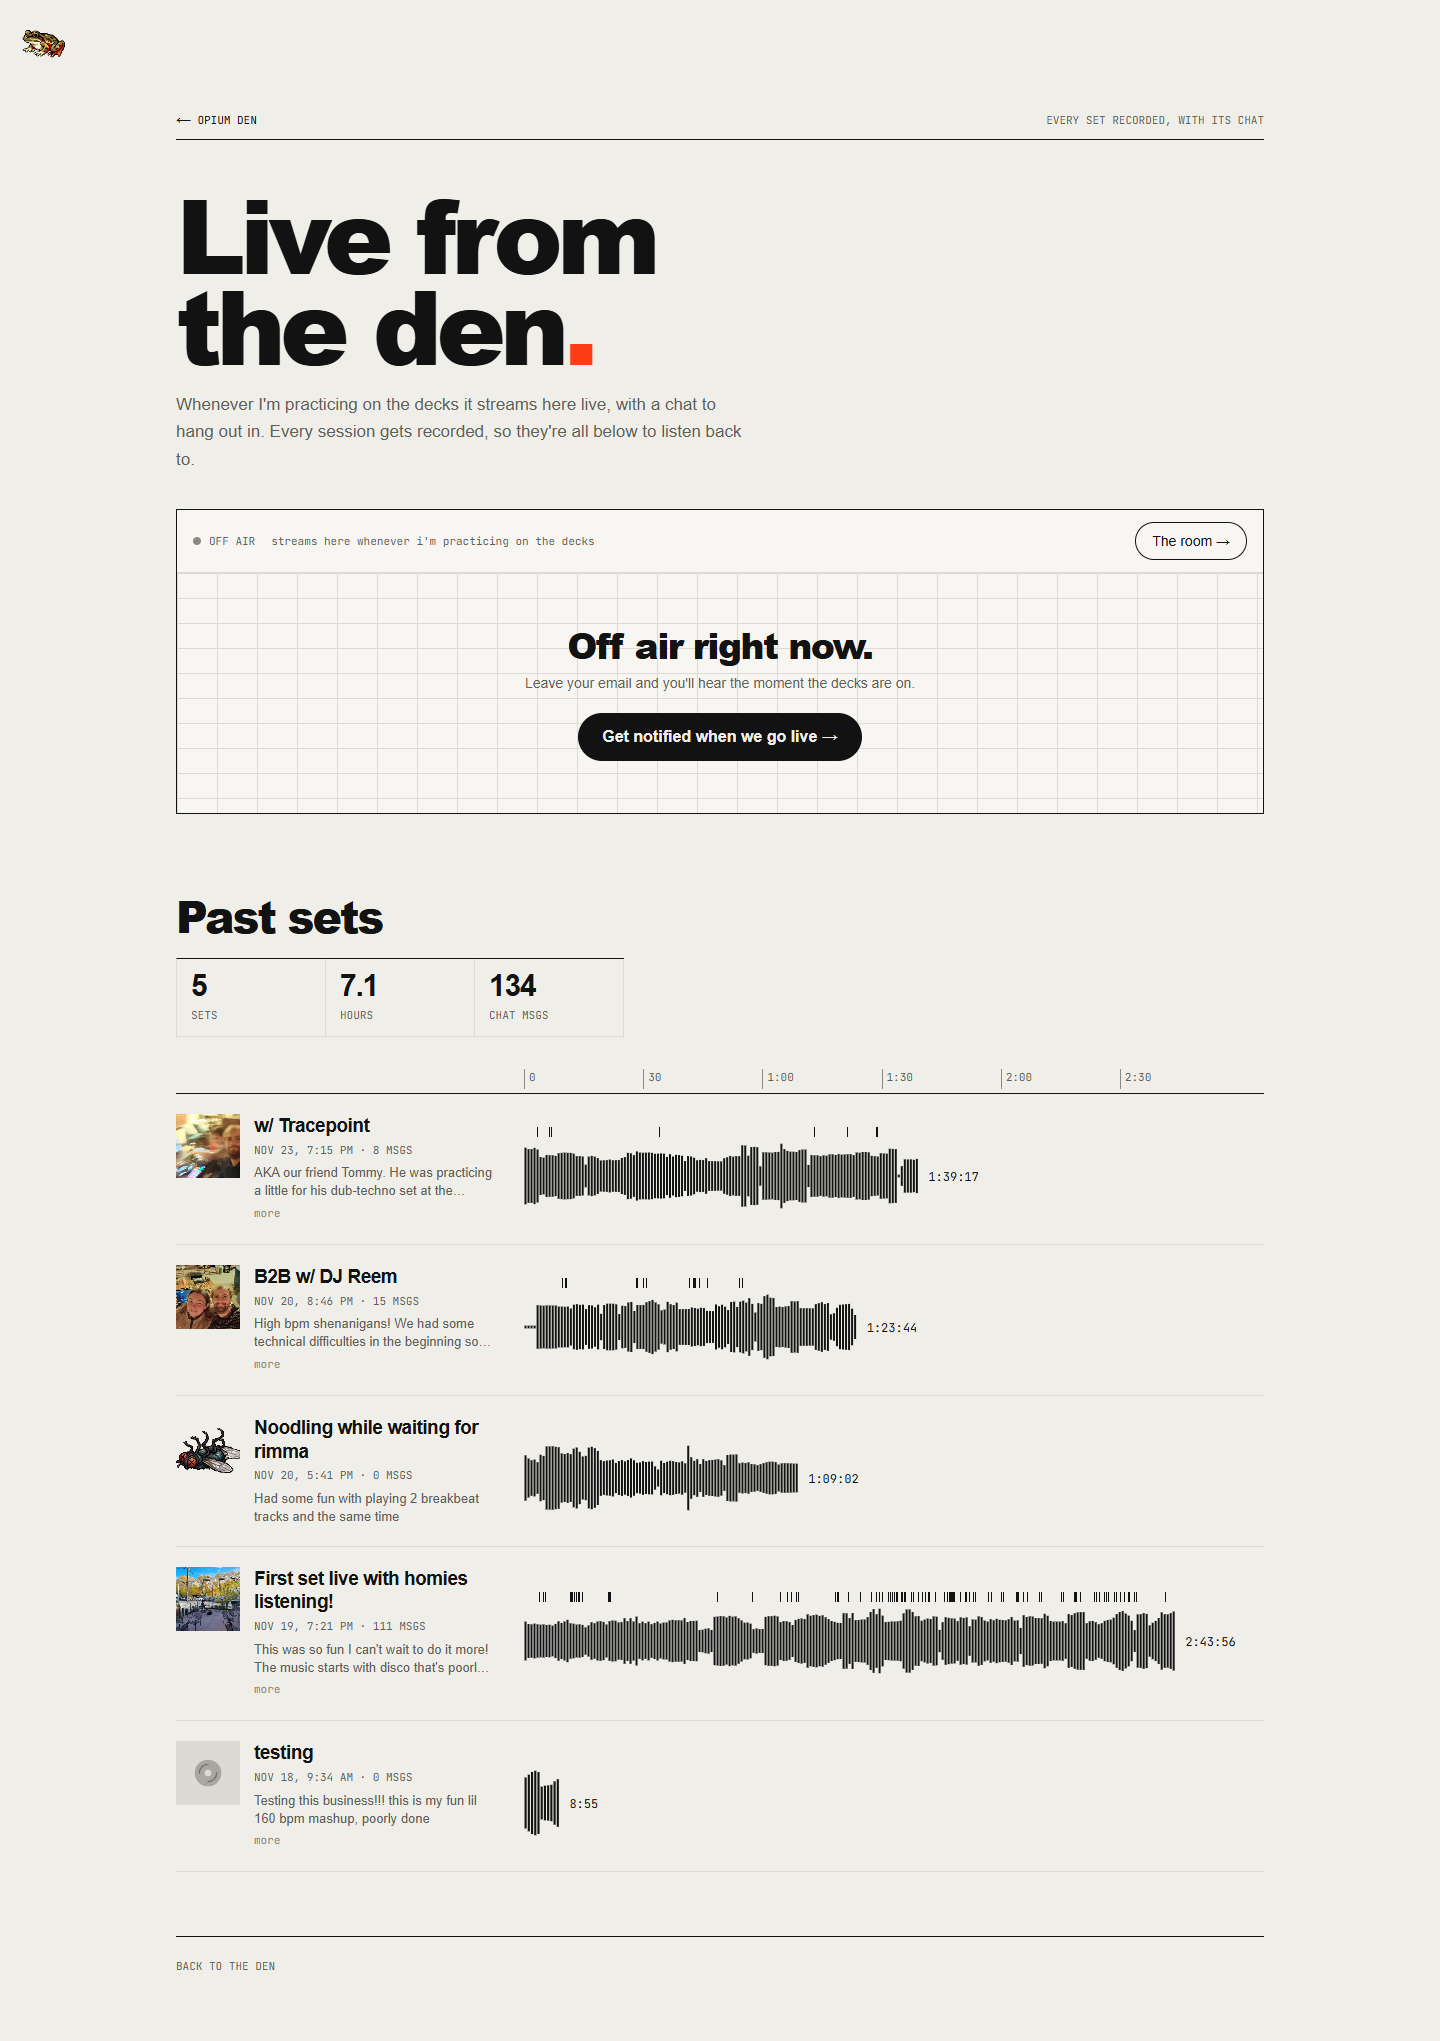 ← OPIUM DEN
EVERY SET RECORDED, WITH ITS CHAT
Live from
the den.
Whenever I'm practicing on the decks it streams here live, with a chat to
hang out in. Every session gets recorded, so they're all below to listen back
to.
OFF AIR streams here whenever i'm practicing on the decks
The room →
Off air right now.
Leave your email and you'll hear the moment the decks are on.
Get notified when we go live →
Past sets
5
SETS
7.1
HOURS
134
CHAT MSGS
0 30 1:00 1:30 2:00 2:30
w/ Tracepoint
NOV 23, 7:15 PM · 8 MSGS
AKA our friend Tommy. He was practicing
a little for his dub-techno set at the…
more
1:39:17
B2B w/ DJ Reem
NOV 20, 8:46 PM · 15 MSGS
High bpm shenanigans! We had some
technical difficulties in the beginning so…
more
1:23:44
Noodling while waiting for
rimma
NOV 20, 5:41 PM · 0 MSGS
Had some fun with playing 2 breakbeat
tracks and the same time
1:09:02
First set live with homies
listening!
NOV 19, 7:21 PM · 111 MSGS
This was so fun I can't wait to do it more!
The music starts with disco that's poorl…
more
2:43:56
testing
NOV 18, 9:34 AM · 0 MSGS
Testing this business!!! this is my fun lil
160 bpm mashup, poorly done
more
8:55
BACK TO THE DEN